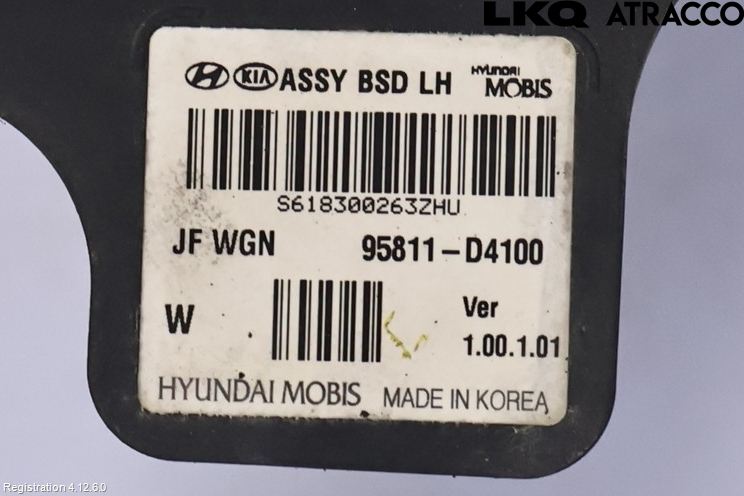 LKQ ATRACCO
KIA ASSY BSD LH HYUNDAI MOBIS
S618300263ZHU
JF WGN 95811-D4100
W Ver
1.00.1.01
HYUNDAI MOBIS MADE IN KOREA
Registration 4.12.6.0